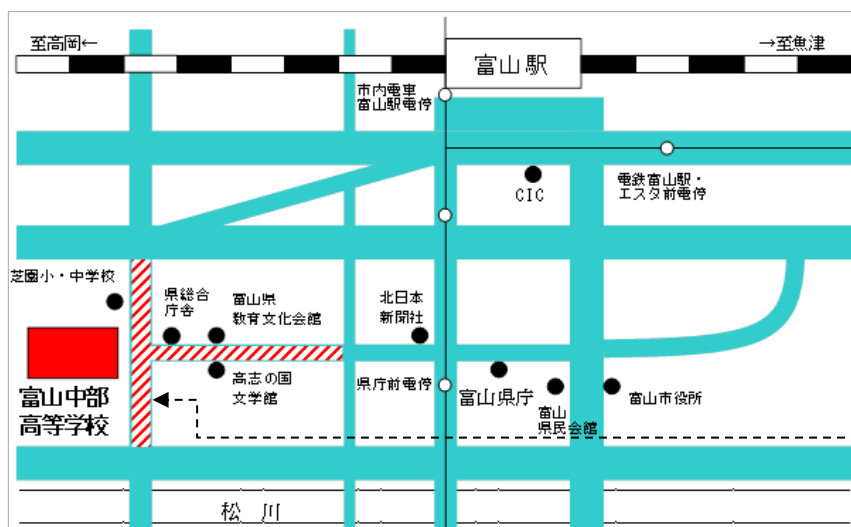 至高岡←
富山駅
→至魚津
市内電車
富山駅電停
CIC
電鉄富山駅・
エスタ前電停
芝園小・中学校
県総合
庁舎
富山県
教育文化会館
北日本
新聞社
高志の国
文学館
県庁前電停
富山県庁
富山
県民会館
富山市役所
富山中部
高等学校
松川